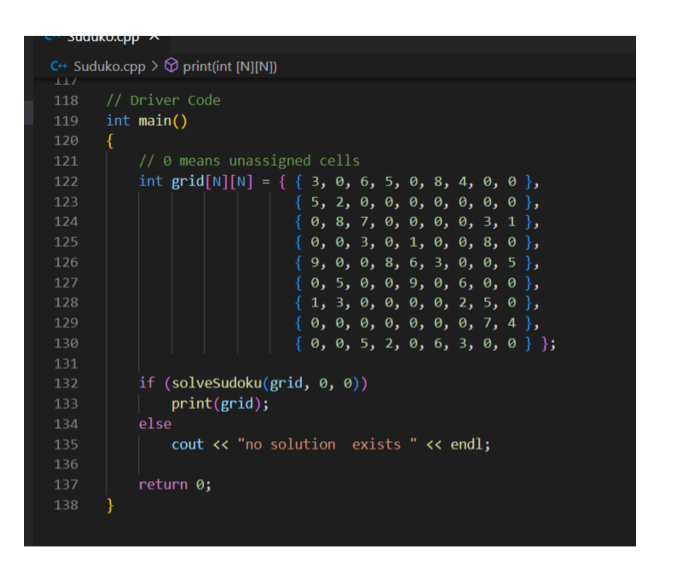 Suduko.cpp ×
C++ Suduko.cpp > print(int [N][N])
117
118 // Driver Code
119 int main()
120 {
121 // 0 means unassigned cells
122 int grid[N][N] = { { 3, 0, 6, 5, 0, 8, 4, 0, 0 },
123 { 5, 2, 0, 0, 0, 0, 0, 0, 0 },
124 { 0, 8, 7, 0, 0, 0, 0, 3, 1 },
125 { 0, 0, 3, 0, 1, 0, 0, 8, 0 },
126 { 9, 0, 0, 8, 6, 3, 0, 0, 5 },
127 { 0, 5, 0, 0, 9, 0, 6, 0, 0 },
128 { 1, 3, 0, 0, 0, 0, 2, 5, 0 },
129 { 0, 0, 0, 0, 0, 0, 0, 7, 4 },
130 { 0, 0, 5, 2, 0, 6, 3, 0, 0 } };
131
132 if (solveSudoku(grid, 0, 0))
133 print(grid);
134 else
135 cout << "no solution  exists " << endl;
136
137 return 0;
138 }